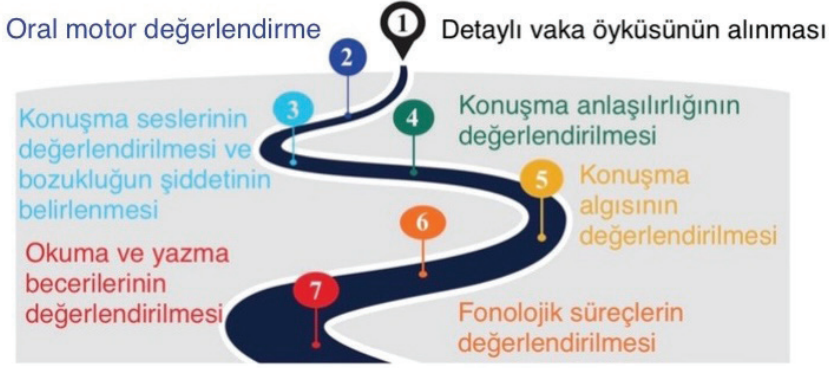 1
Detaylı vaka öyküsünün alınması
Oral motor değerlendirme
2
3
Konuşma seslerinin
değerlendirilmesi ve
bozukluğun şiddetinin
belirlenmesi
4
Konuşma anlaşılırlığının
değerlendirilmesi
5
Konuşma
algısının
değerlendirilmesi
6
Fonolojik süreçlerin
değerlendirilmesi
Okuma ve yazma
becerilerinin
değerlendirilmesi
7